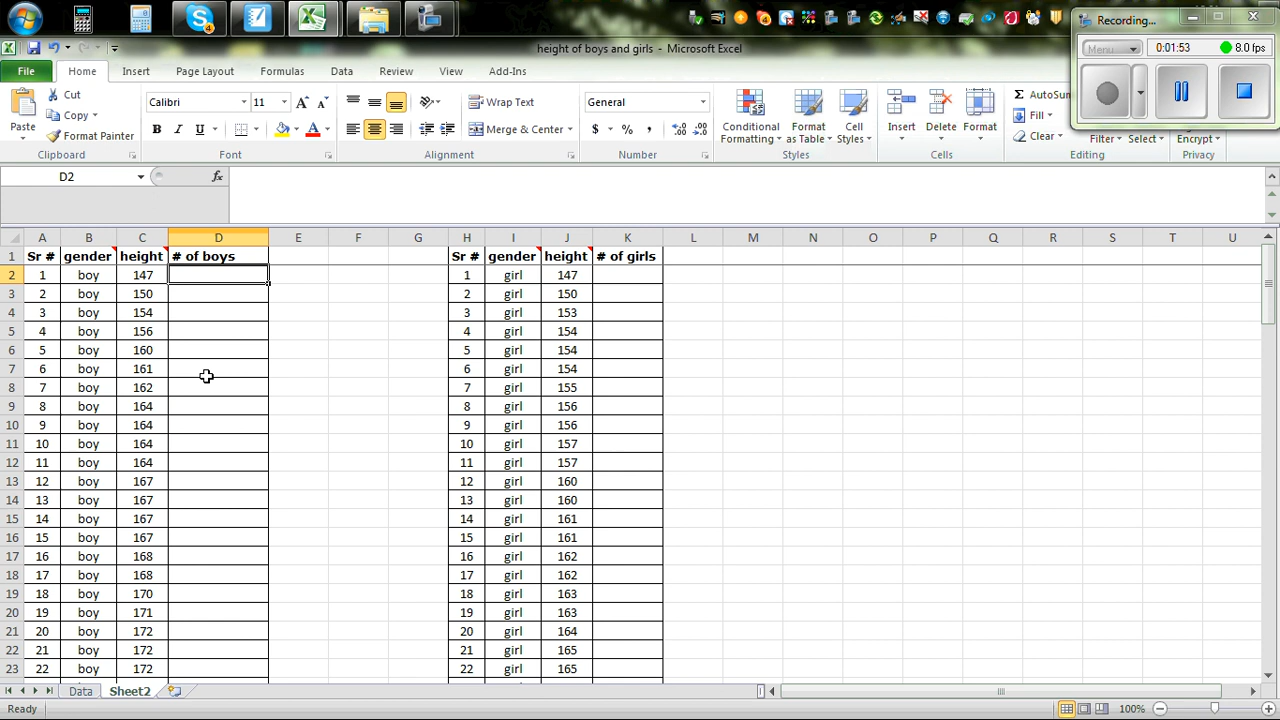 4
Recording...
Menu
0:01:53
8.0 fps
height of boys and girls - Microsoft Excel
File Home Insert Page Layout Formulas Data Review View Add-Ins
Paste
Cut
Copy
Format Painter
Clipboard
Calibri 11
B I U
Font
Wrap Text
Merge & Center
Alignment
General
$ % ,
Number
Conditional Formatting
Format as Table
Cell Styles
Styles
Insert Delete Format
Cells
AutoSum
Fill
Clear
Filter
Select
Editing
Encrypt
Privacy
D2
fx
A B C D E F G H I J K L M N O P Q R S T U
1 Sr # gender height # of boys Sr # gender height # of girls
2 1 boy 147 1 girl 147
3 2 boy 150 2 girl 150
4 3 boy 154 3 girl 153
5 4 boy 156 4 girl 154
6 5 boy 160 5 girl 154
7 6 boy 161 6 girl 154
8 7 boy 162 7 girl 155
9 8 boy 164 8 girl 156
10 9 boy 164 9 girl 156
11 10 boy 164 10 girl 157
12 11 boy 164 11 girl 157
13 12 boy 167 12 girl 160
14 13 boy 167 13 girl 160
15 14 boy 167 14 girl 161
16 15 boy 167 15 girl 161
17 16 boy 168 16 girl 162
18 17 boy 168 17 girl 162
19 18 boy 170 18 girl 163
20 19 boy 171 19 girl 163
21 20 boy 172 20 girl 164
22 21 boy 172 21 girl 165
23 22 boy 172 22 girl 165
Data Sheet2
Ready
100%